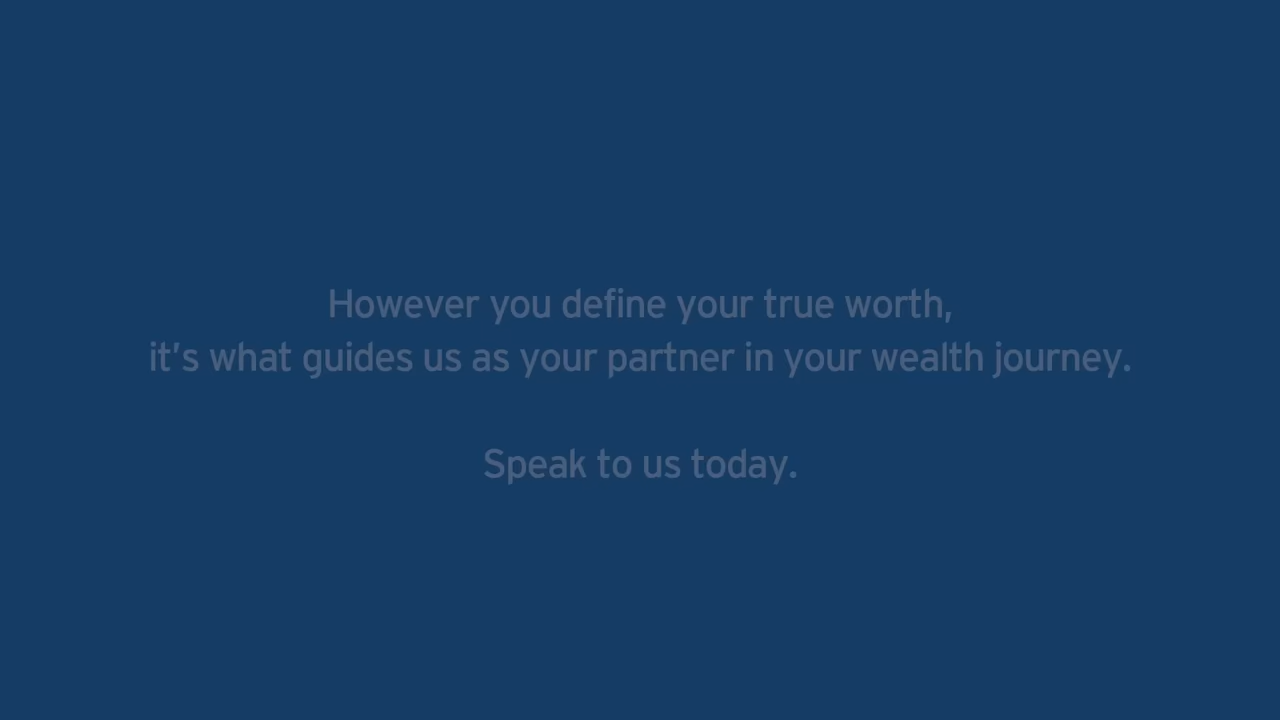 However you define your true worth,
it's what guides us as your partner in your wealth journey.
Speak to us today.